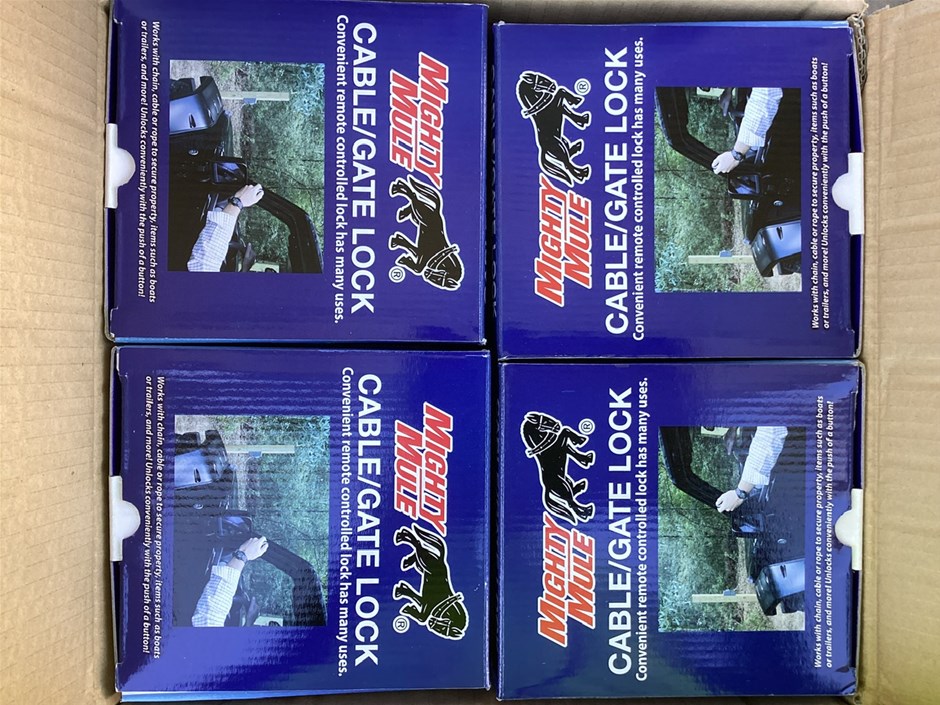 MIGHTY
MULE
®
CABLE/GATE LOCK
Convenient remote controlled lock has many uses.
Works with chain, cable or rope to secure property, items such as boats
or trailers, and more! Unlocks conveniently with the push of a button!
MIGHTY
MULE
®
CABLE/GATE LOCK
Convenient remote controlled lock has many uses.
Works with chain, cable or rope to secure property, items such as boats
or trailers, and more! Unlocks conveniently with the push of a button!
MIGHTY
MULE
®
CABLE/GATE LOCK
Convenient remote controlled lock has many uses.
Works with chain, cable or rope to secure property, items such as boats
or trailers, and more! Unlocks conveniently with the push of a button!
MIGHTY
MULE
®
CABLE/GATE LOCK
Convenient remote controlled lock has many uses.
Works with chain, cable or rope to secure property, items such as boats
or trailers, and more! Unlocks conveniently with the push of a button!